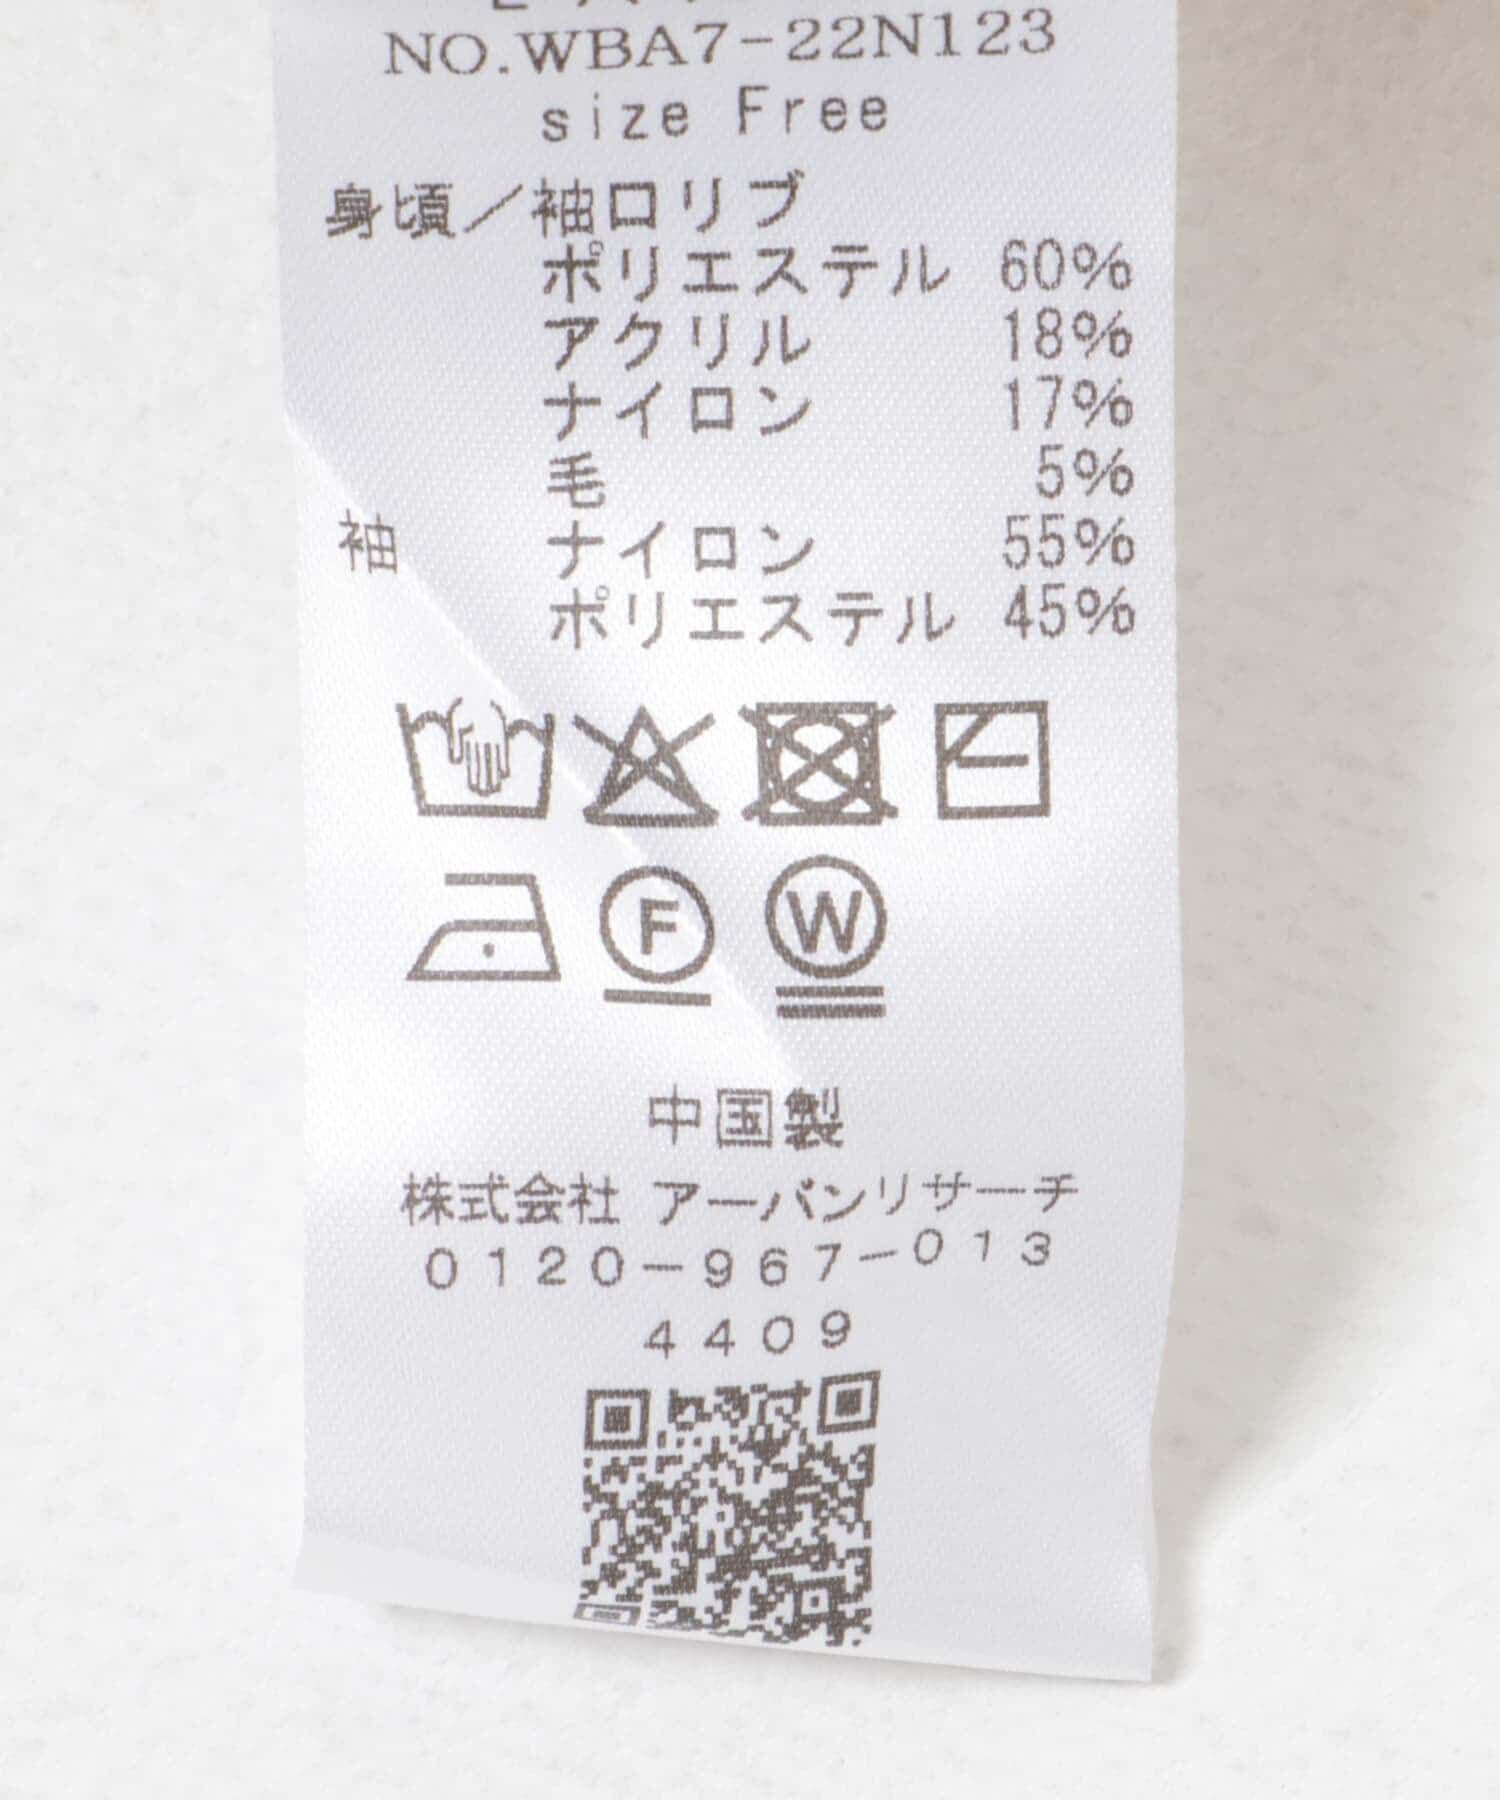 NO.WBA7-22N123
size Free
身頃/袖口リブ
ポリエステル 60%
アクリル 18%
ナイロン 17%
毛 5%
袖 ナイロン 55%
ポリエステル 45%
F W
中国製
株式会社 アーバンリサーチ
0120-967-013
4409